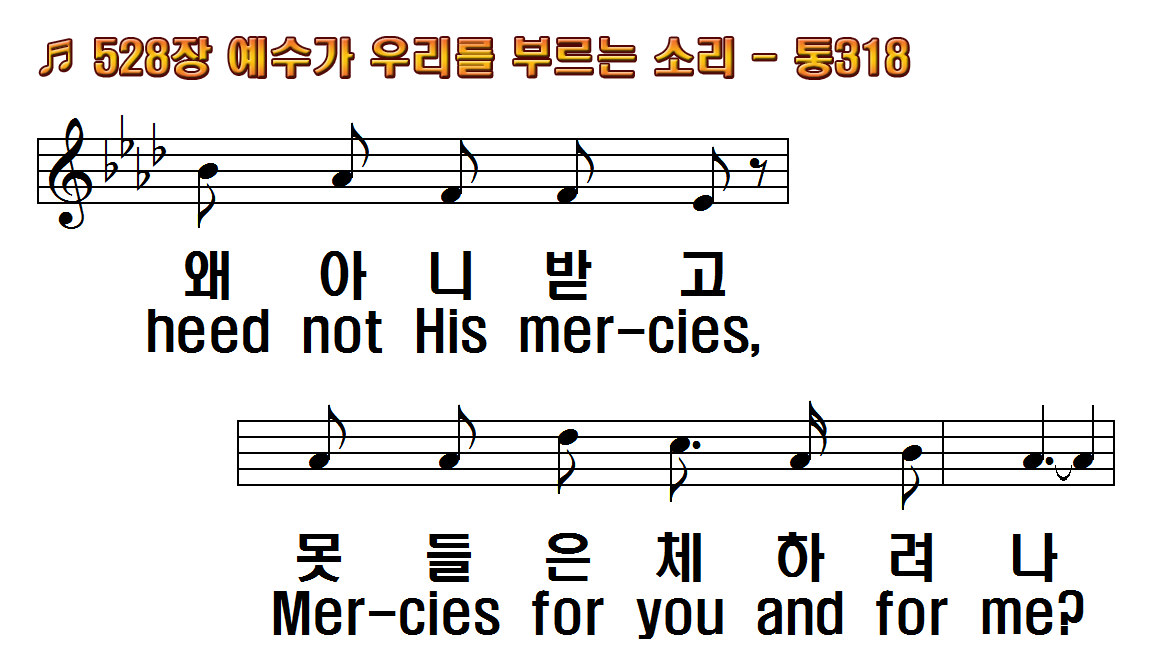 ♬ 528장 예수가 우리를 부르는 소리 - 통318
왜 아 니 받 고
heed not His mer-cies,
못 들 은 체 하 려 나
Mer-cies for you and for me?